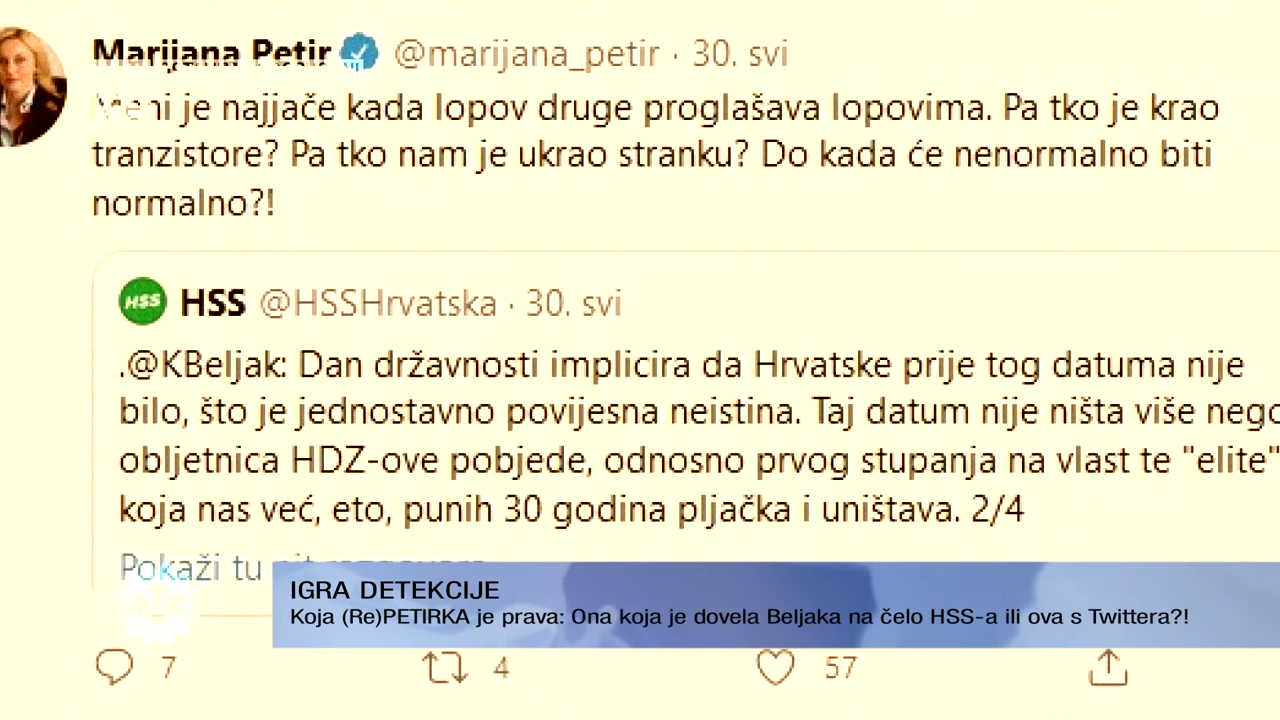 Marijana Petir @marijana_petir · 30. svi
Meni je najjače kada lopov druge proglašava lopovima. Pa tko je krao
tranzistore? Pa tko nam je ukrao stranku? Do kada će nenormalno biti
normalno?!
HSS HSS @HSSHrvatska · 30. svi
.@KBeljak: Dan državnosti implicira da Hrvatske prije tog datuma nije
bilo, što je jednostavno povijesna neistina. Taj datum nije ništa više nego
obljetnica HDZ-ove pobjede, odnosno prvog stupanja na vlast te "elite"
koja nas već, eto, punih 30 godina pljačka i uništava. 2/4
Pokaži tu
IGRA DETEKCIJE
Koja (Re)PETIRKA je prava: Ona koja je dovela Beljaka na čelo HSS-a ili ova s Twittera?!
7 4 57